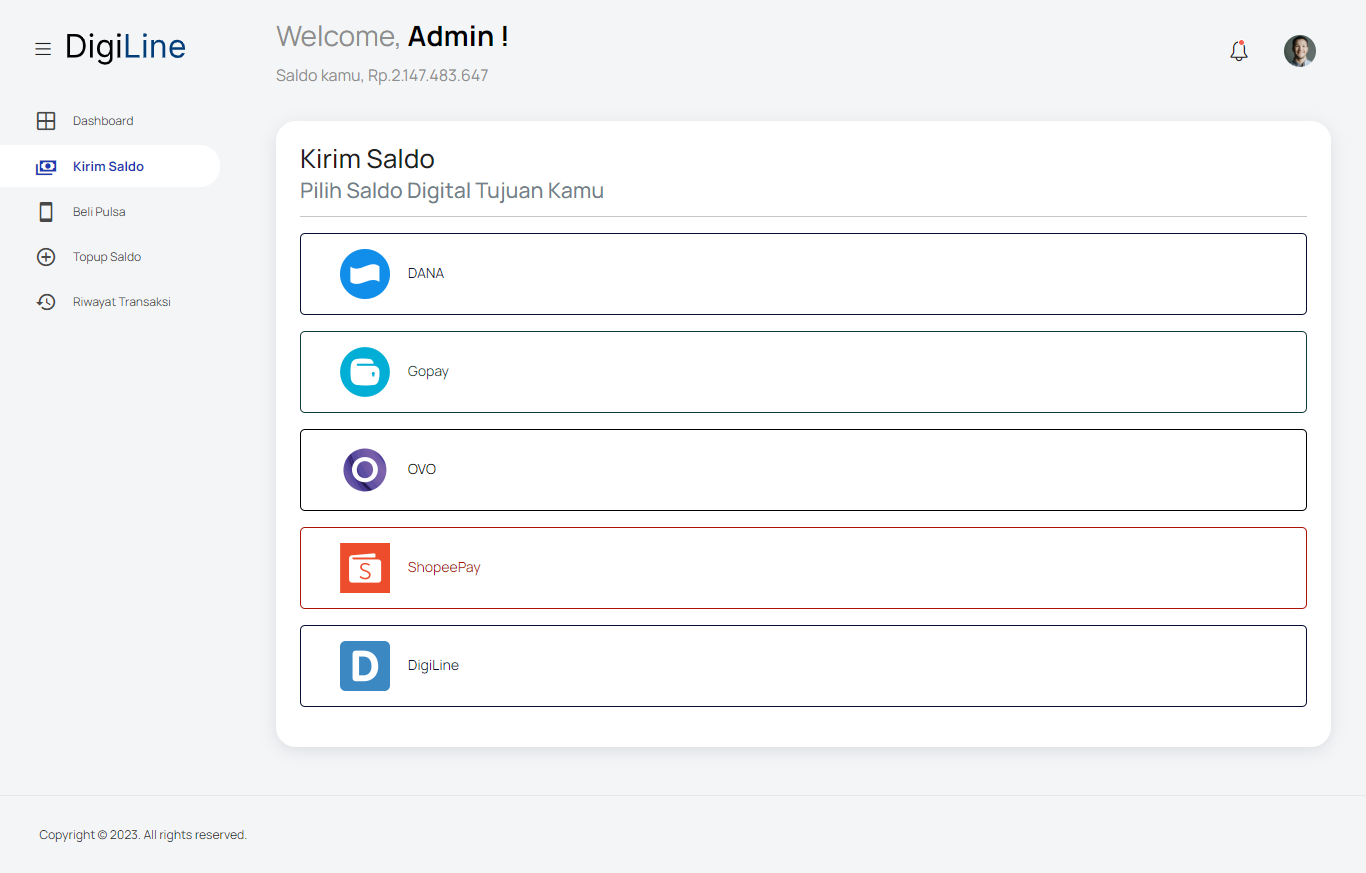 DigiLine
Welcome, Admin !
Saldo kamu, Rp.2.147.483.647
Dashboard
Kirim Saldo
Beli Pulsa
Topup Saldo
Riwayat Transaksi
Kirim Saldo
Pilih Saldo Digital Tujuan Kamu
DANA
Gopay
OVO
S
ShopeePay
D
DigiLine
Copyright © 2023. All rights reserved.